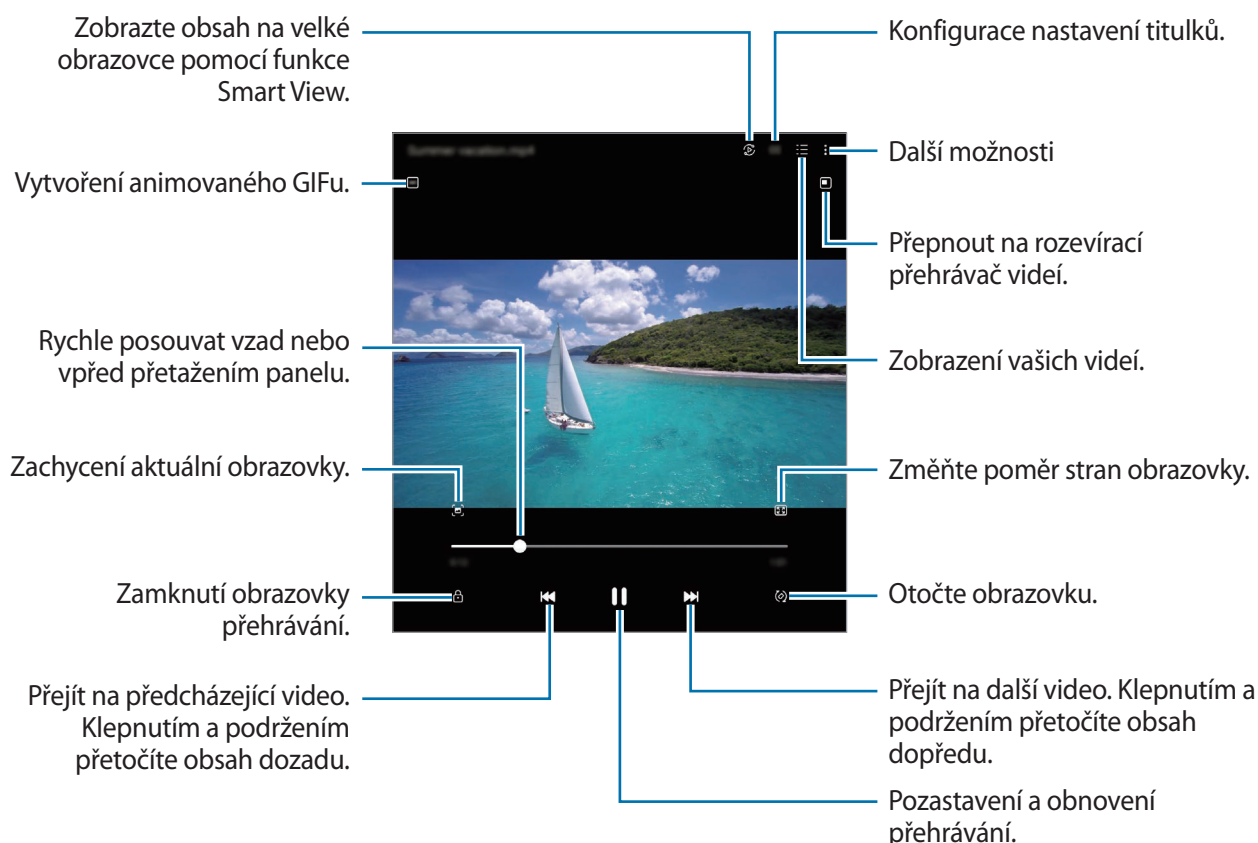 Zobrazte obsah na velké
obrazovce pomocí funkce
Smart View.
Konfigurace nastavení titulků.
Další možnosti
Vytvoření animovaného GIFu.
Přepnout na rozevírací
přehrávač videí.
Rychle posouvat vzad nebo
vpřed přetažením panelu.
Zobrazení vašich videí.
Zachycení aktuální obrazovky.
Změňte poměr stran obrazovky.
Zamknutí obrazovky
přehrávání.
Otočte obrazovku.
Přejít na předcházející video.
Klepnutím a podržením
přetočíte obsah dozadu.
Přejít na další video. Klepnutím a
podržením přetočíte obsah
dopředu.
Pozastavení a obnovení
přehrávání.